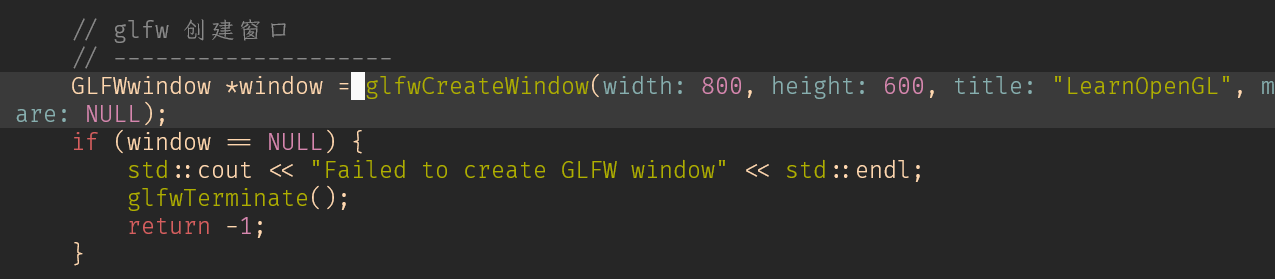 // glfw 创建窗口
// --------------------
GLFWwindow *window = glfwCreateWindow(width: 800, height: 600, title: "LearnOpenGL", m
are: NULL);
if (window == NULL) {
std::cout << "Failed to create GLFW window" << std::endl;
glfwTerminate();
return -1;
}